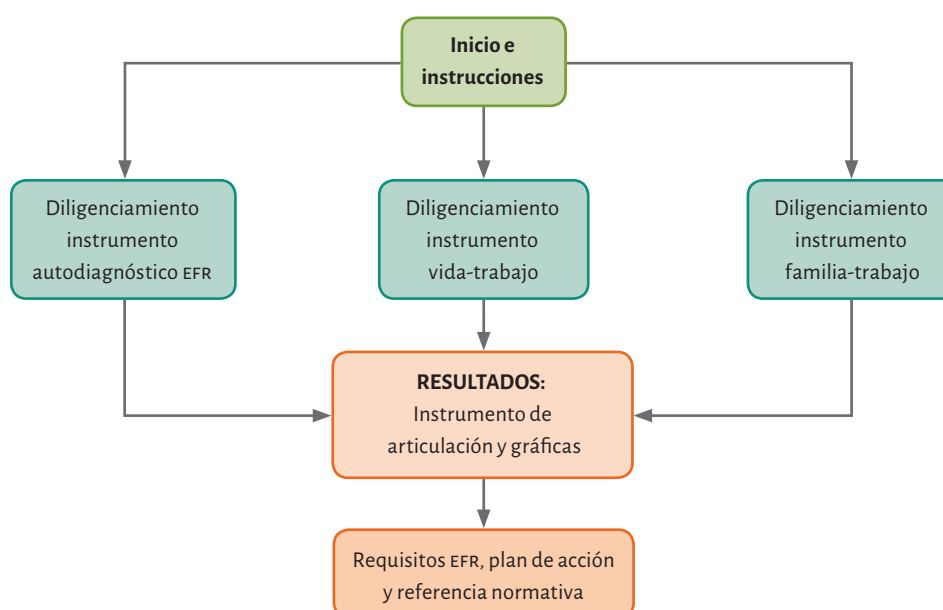 Inicio e
instrucciones
Diligenciamiento
instrumento
autodiagnóstico EFR
Diligenciamiento
instrumento
vida-trabajo
Diligenciamiento
instrumento
familia-trabajo
RESULTADOS:
Instrumento de
articulación y gráficas
Requisitos EFR, plan de acción
y referencia normativa